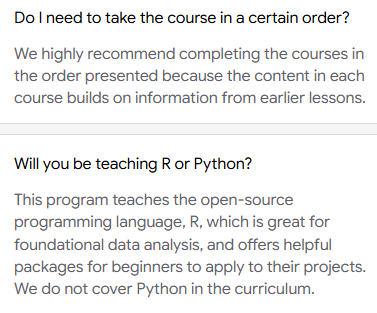 Do I need to take the course in a certain order?
We highly recommend completing the courses in
the order presented because the content in each
course builds on information from earlier lessons.
Will you be teaching R or Python?
This program teaches the open-source
programming language, R, which is great for
foundational data analysis, and offers helpful
packages for beginners to apply to their projects.
We do not cover Python in the curriculum.